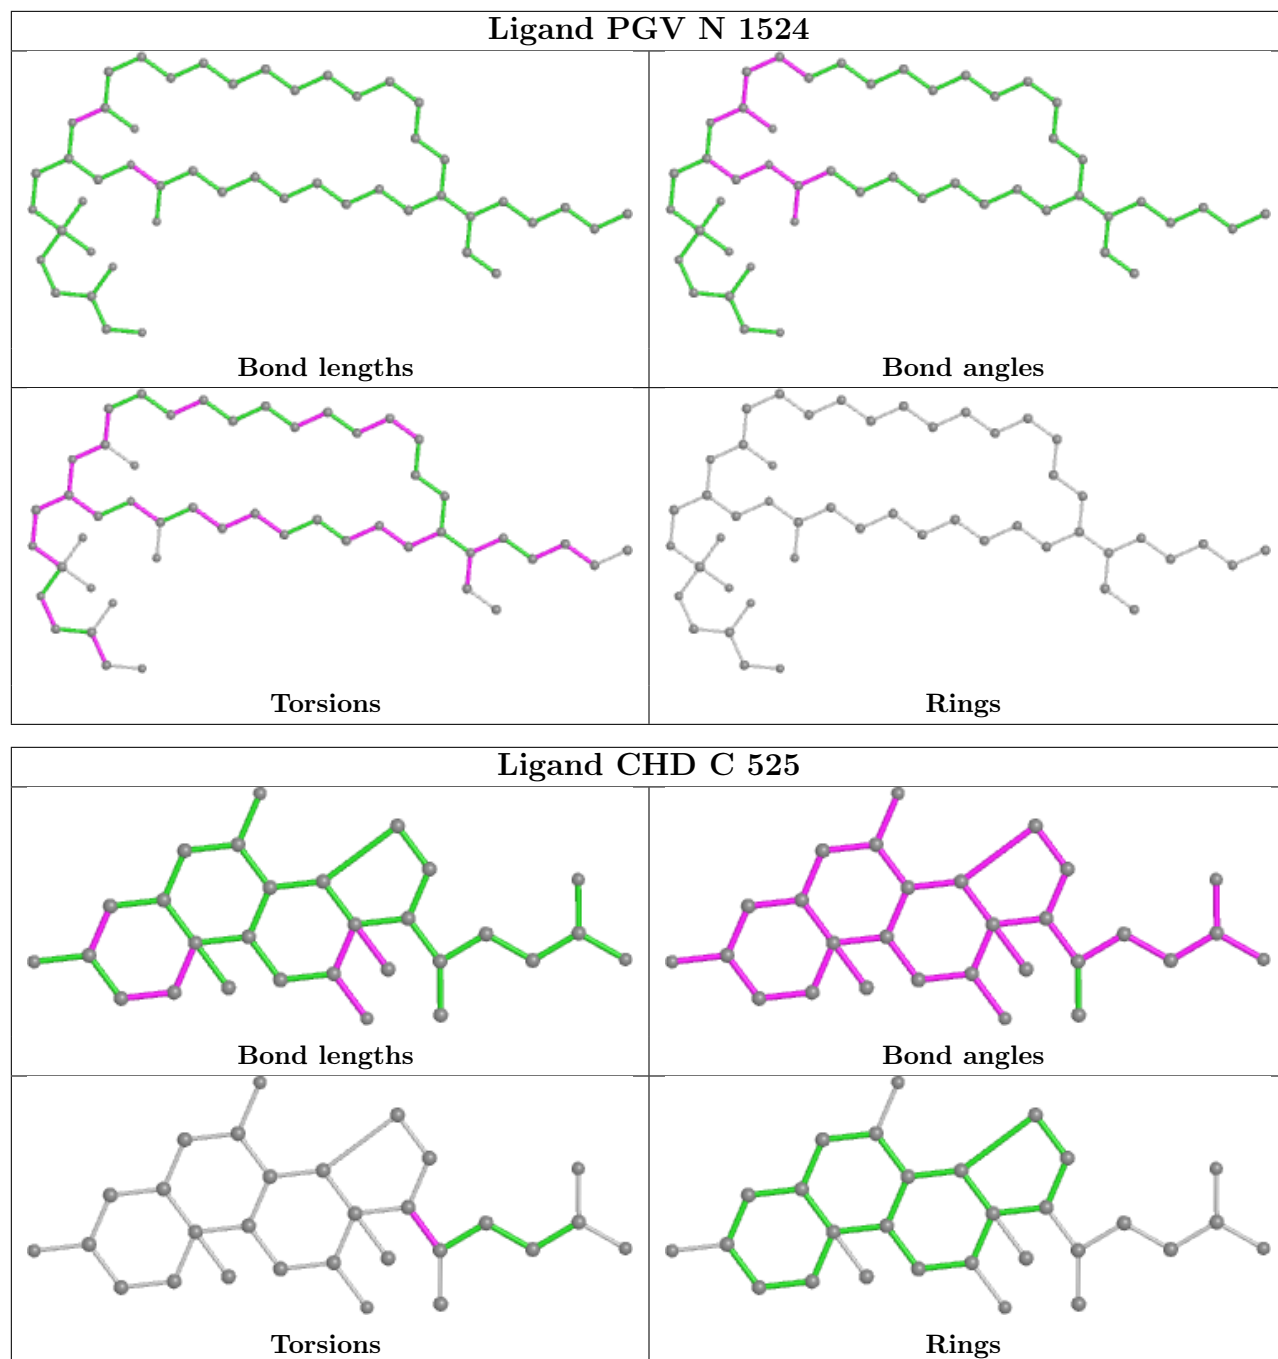 Ligand PGV N 1524
Bond lengths
Bond angles
Torsions
Rings
Ligand CHD C 525
Bond lengths
Bond angles
Torsions
Rings